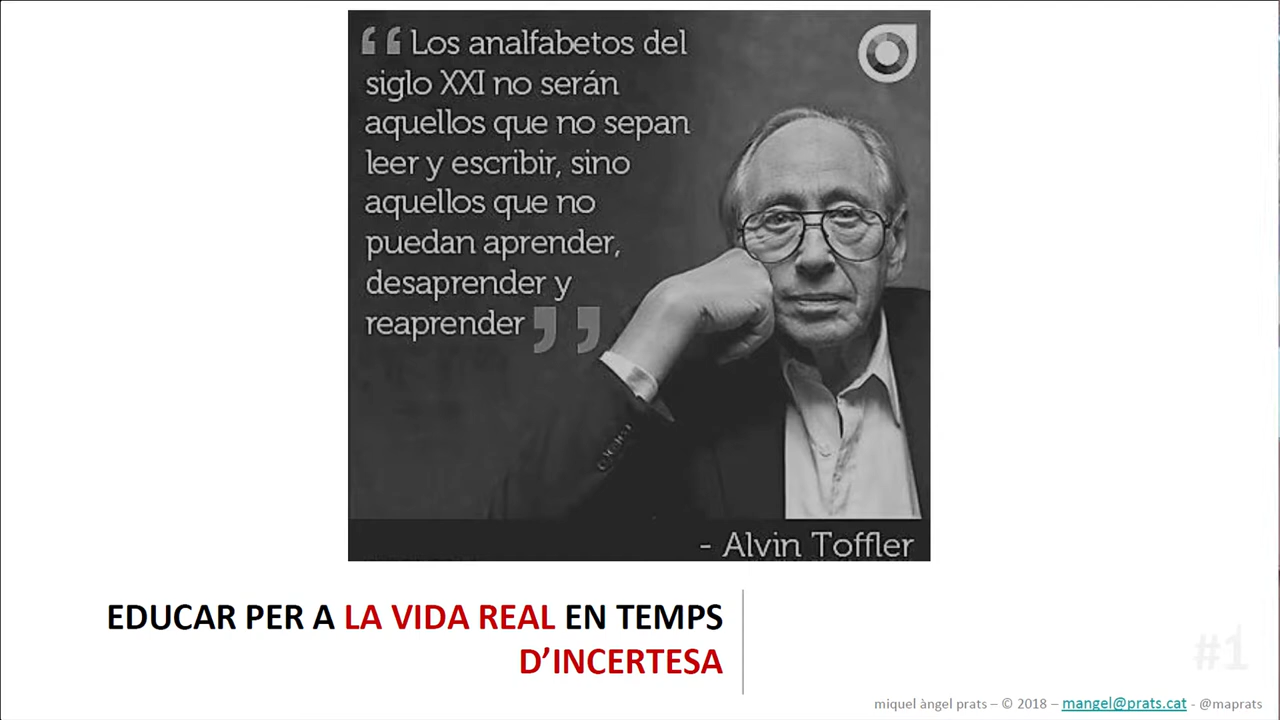 “Los analfabetos del
siglo XXI no serán
aquellos que no sepan
leer y escribir, sino
aquellos que no
puedan aprender,
desaprender y
reaprender”
- Alvin Toffler
EDUCAR PER A LA VIDA REAL EN TEMPS
D’INCERTESA
#1
miquel àngel prats – © 2018 – mangel@prats.cat - @maprats